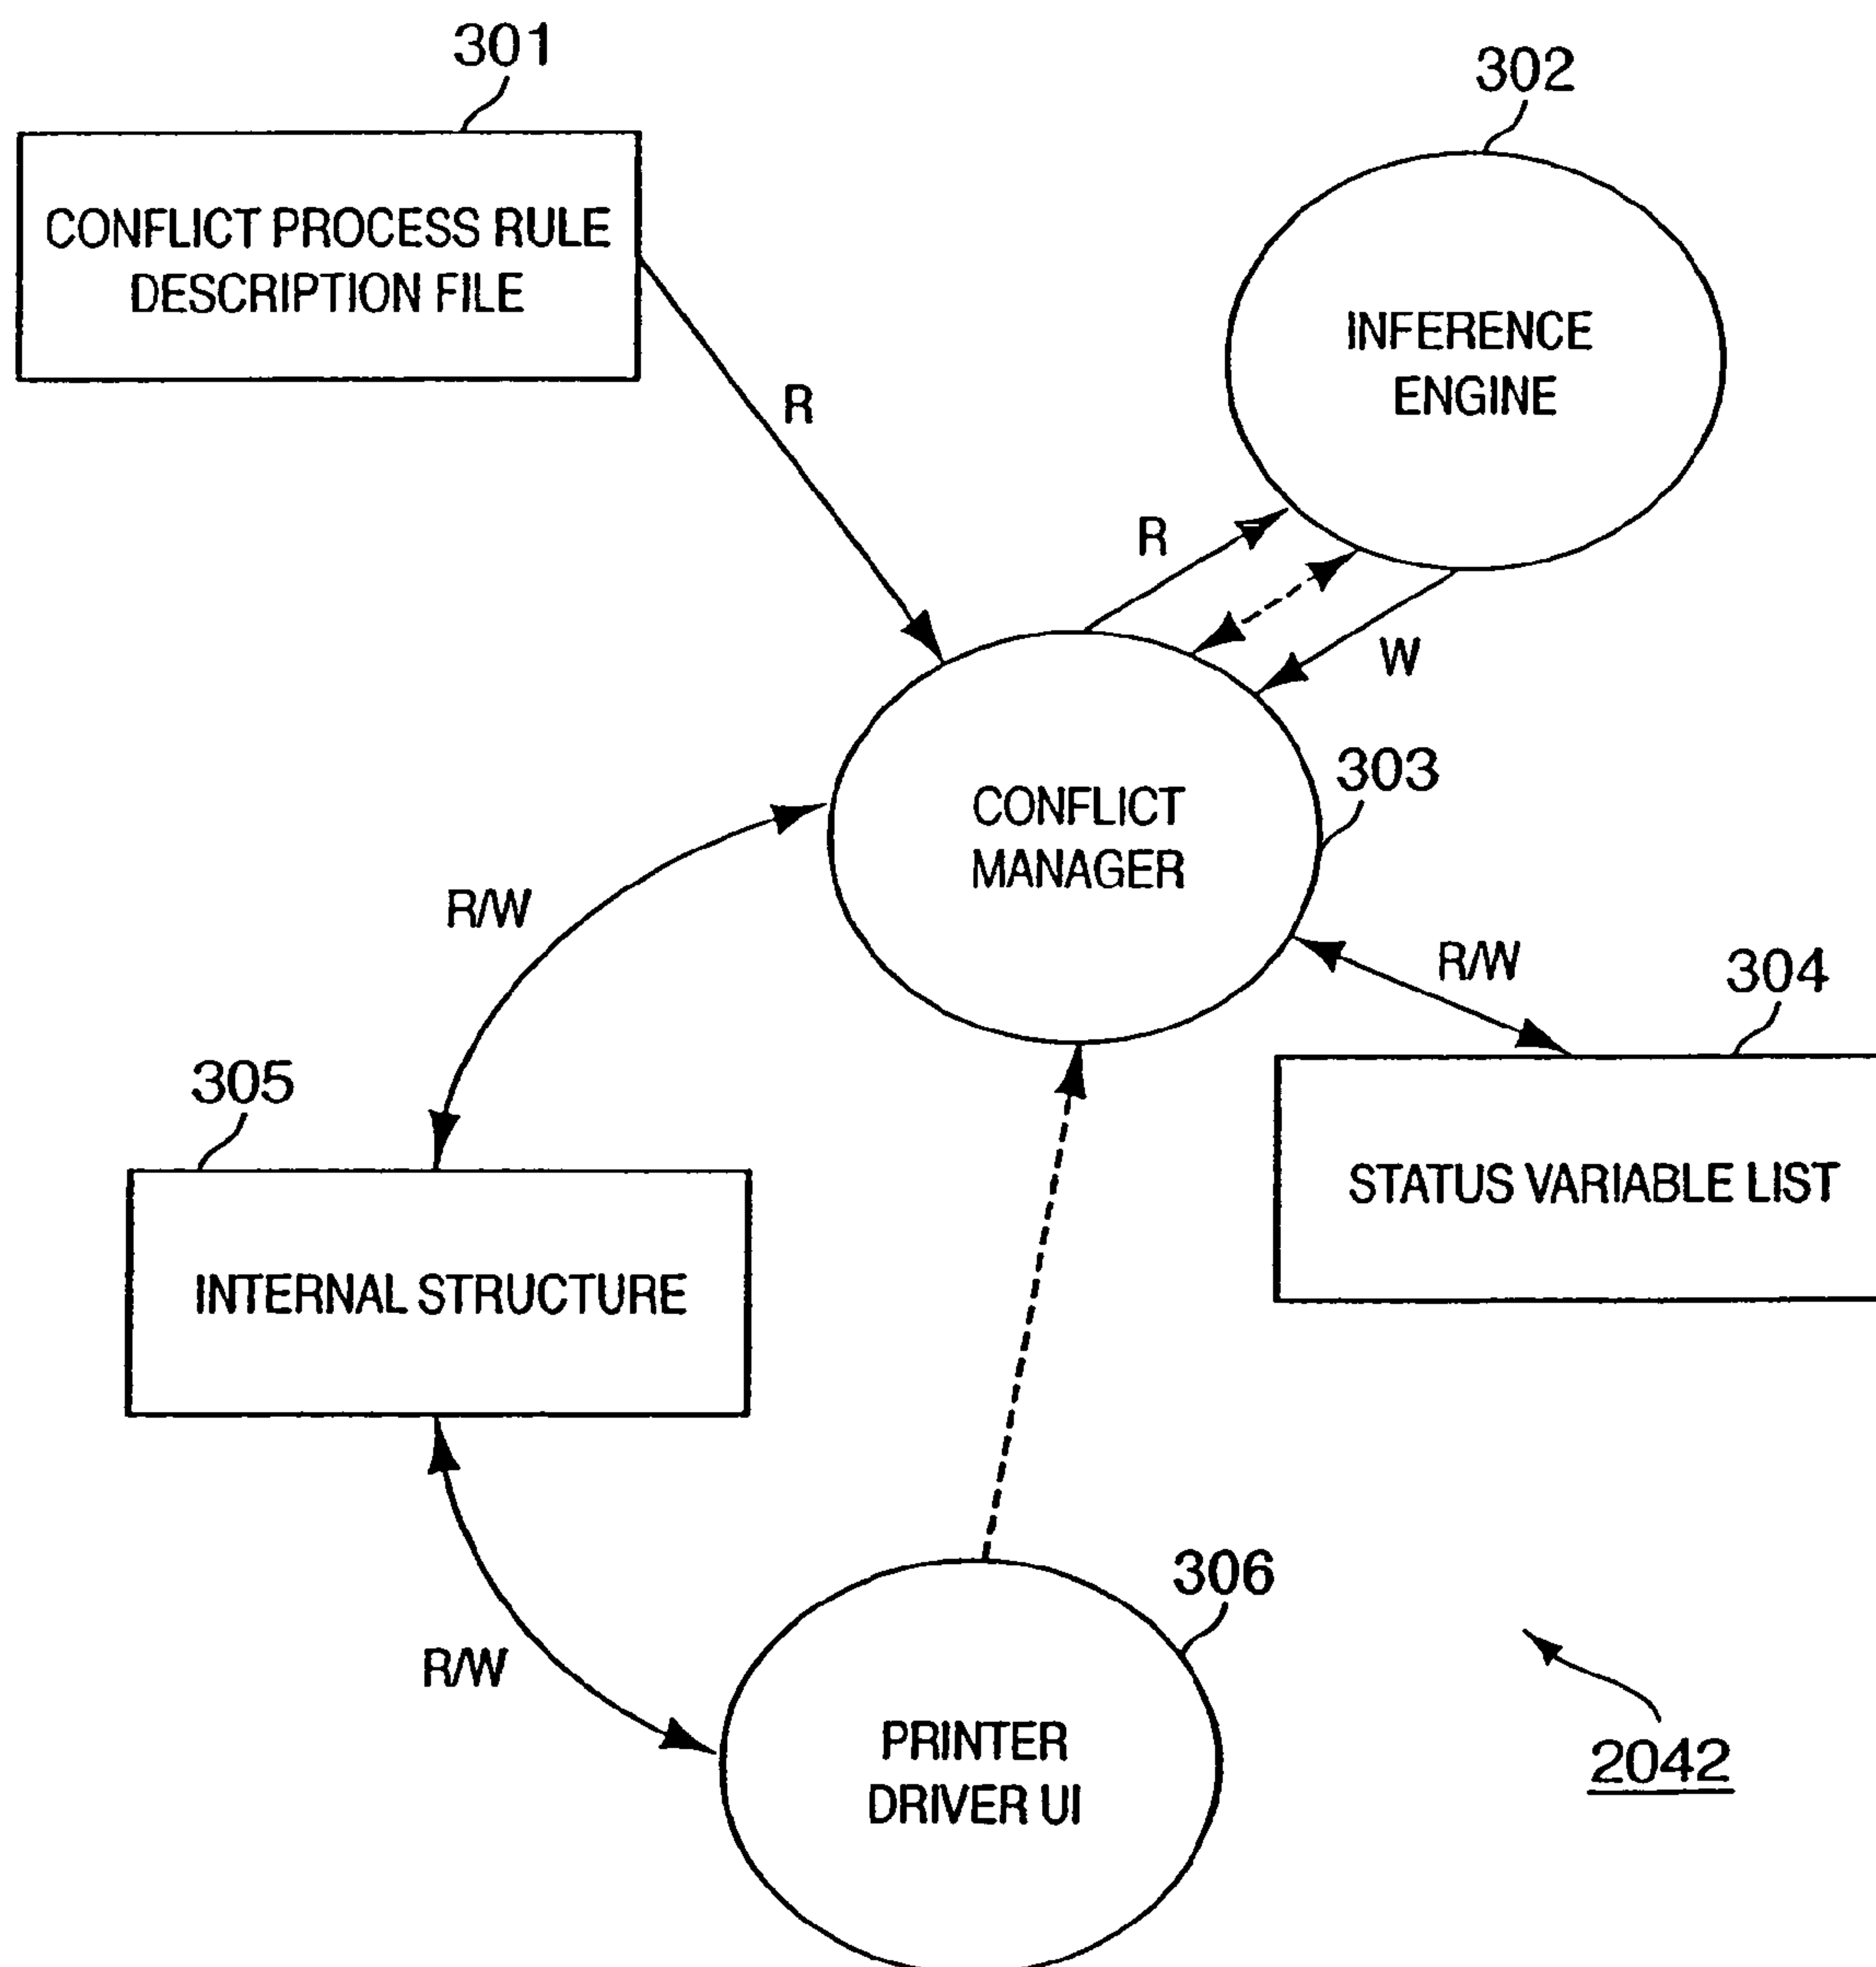 301
302
CONFLICT PROCESS RULE
DESCRIPTION FILE
INFERENCE
ENGINE
R
R
W
303
CONFLICT
MANAGER
R/W
R/W
304
305
STATUS VARIABLE LIST
INTERNAL STRUCTURE
306
R/W
PRINTER
DRIVER UI
2042